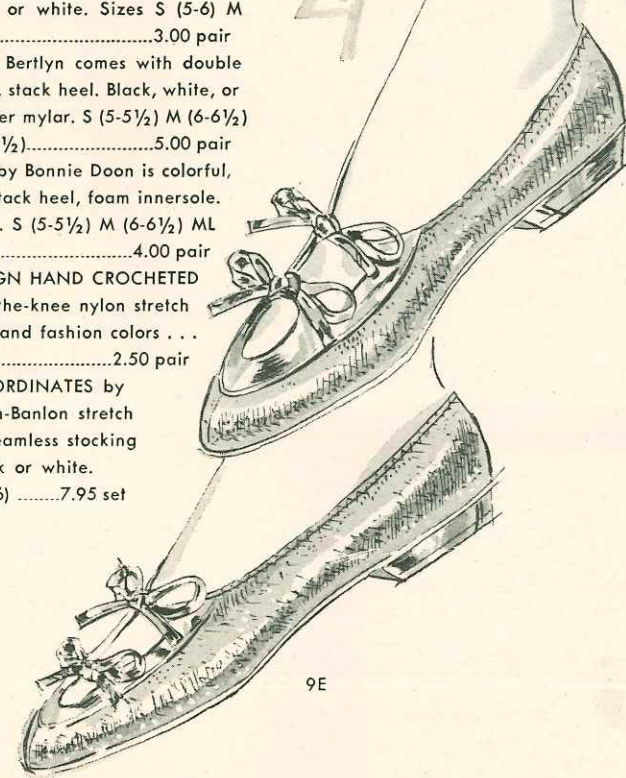 or white. Sizes S (5-6) M
..........................3.00 pair
Bertlyn comes with double
, stack heel. Black, white, or
er mylar. S (5-5½) M (6-6½)
½)......................5.00 pair
by Bonnie Doon is colorful,
tack heel, foam innersole.
. S (5-5½) M (6-6½) ML
.......................4.00 pair
GN HAND CROCHETED
the-knee nylon stretch
and fashion colors . . .
....................2.50 pair
ORDINATES by
n-Banlon stretch
eamless stocking
k or white.
6) ........7.95 set
9E